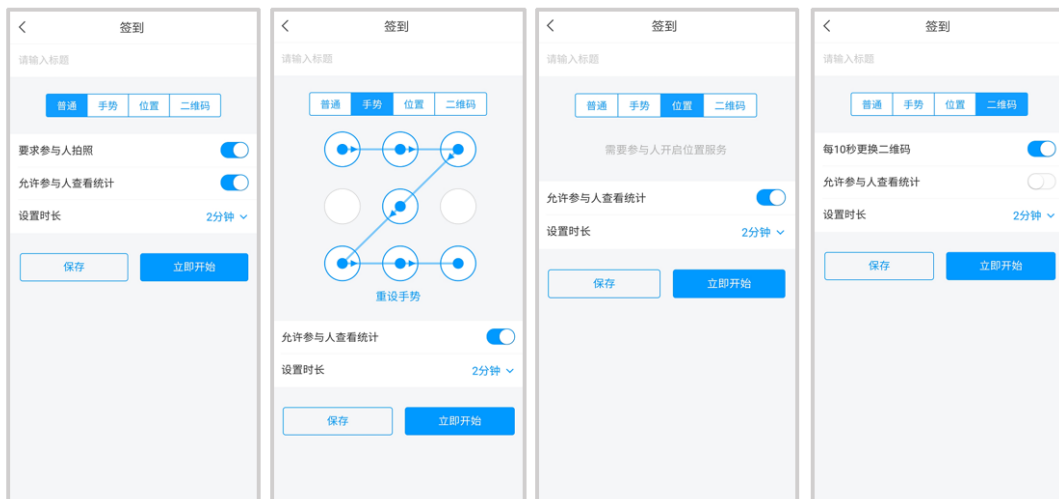 签到
请输入标题
普通 手势 位置 二维码
要求参与人拍照
允许参与人查看统计
设置时长 2分钟
保存 立即开始
签到
请输入标题
普通 手势 位置 二维码
重设手势
允许参与人查看统计
设置时长 2分钟
保存 立即开始
签到
请输入标题
普通 手势 位置 二维码
需要参与人开启位置服务
允许参与人查看统计
设置时长 2分钟
保存 立即开始
签到
请输入标题
普通 手势 位置 二维码
每10秒更换二维码
允许参与人查看统计
设置时长 2分钟
保存 立即开始